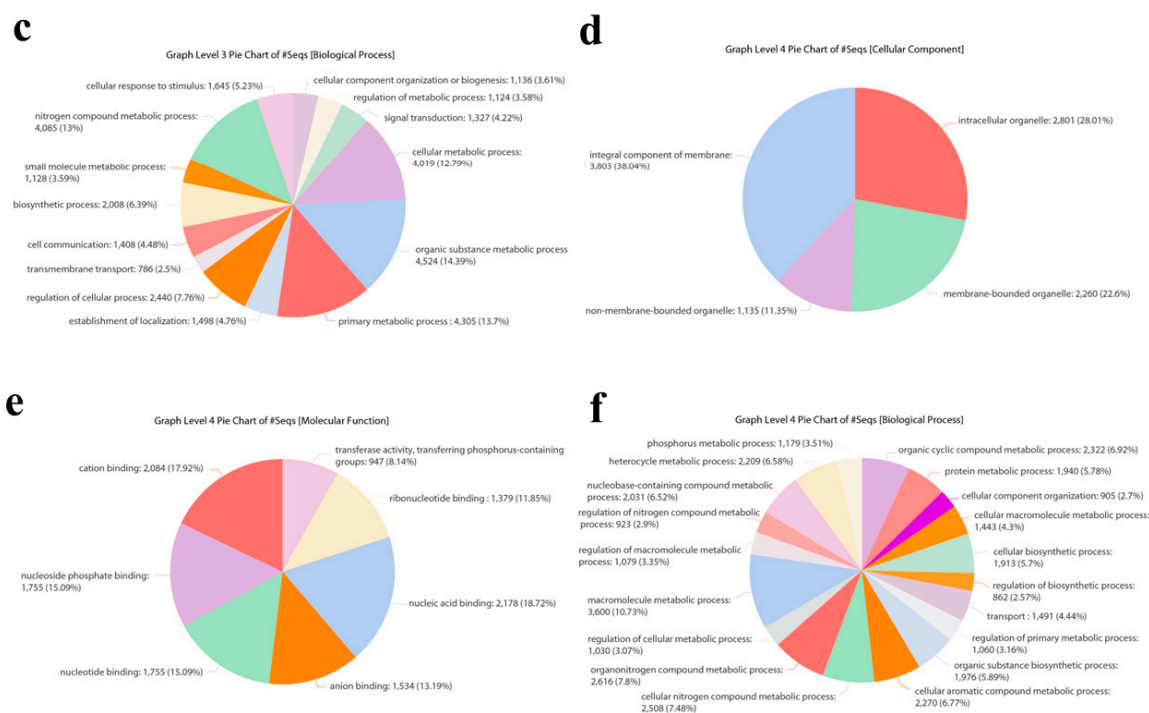 c
Graph Level 3 Pie Chart of #Seqs [Biological Process]
cellular component organization or biogenesis: 1,136 (3.61%)
regulation of metabolic process: 1,124 (3.58%)
signal transduction: 1,327 (4.22%)
cellular metabolic process:
4,019 (12.79%)
organic substance metabolic process
4,524 (14.39%)
primary metabolic process : 4,305 (13.7%)
establishment of localization: 1,498 (4.76%)
regulation of cellular process: 2,440 (7.76%)
transmembrane transport: 786 (2.5%)
cell communication: 1,408 (4.48%)
biosynthetic process: 2,008 (6.39%)
small molecule metabolic process:
1,128 (3.59%)
nitrogen compound metabolic process:
4,085 (13%)
cellular response to stimulus: 1,645 (5.23%)
d
Graph Level 4 Pie Chart of #Seqs [Cellular Component]
intracellular organelle: 2,801 (28.01%)
membrane-bounded organelle: 2,260 (22.6%)
non-membrane-bounded organelle: 1,135 (11.35%)
integral component of membrane:
3,803 (38.04%)
e
Graph Level 4 Pie Chart of #Seqs [Molecular Function]
transferase activity, transferring phosphorus-containing
groups: 947 (8.14%)
ribonucleotide binding : 1,379 (11.85%)
nucleic acid binding: 2,178 (18.72%)
anion binding: 1,534 (13.19%)
nucleotide binding: 1,755 (15.09%)
nucleoside phosphate binding:
1,755 (15.09%)
cation binding: 2,084 (17.92%)
f
Graph Level 4 Pie Chart of #Seqs [Biological Process]
organic cyclic compound metabolic process: 2,322 (6.92%)
protein metabolic process: 1,940 (5.78%)
cellular component organization: 905 (2.7%)
cellular macromolecule metabolic process:
1,443 (4.3%)
cellular biosynthetic process:
1,913 (5.7%)
regulation of biosynthetic process:
862 (2.57%)
transport : 1,491 (4.44%)
regulation of primary metabolic process:
1,060 (3.16%)
organic substance biosynthetic process:
1,976 (5.89%)
cellular aromatic compound metabolic process:
2,270 (6.77%)
cellular nitrogen compound metabolic process:
2,508 (7.48%)
organonitrogen compound metabolic process:
2,616 (7.8%)
regulation of cellular metabolic process:
1,030 (3.07%)
macromolecule metabolic process:
3,600 (10.73%)
regulation of macromolecule metabolic
process: 1,079 (3.35%)
regulation of nitrogen compound metabolic
process: 923 (2.9%)
nucleobase-containing compound metabolic
process: 2,031 (6.52%)
heterocycle metabolic process: 2,209 (6.58%)
phosphorus metabolic process: 1,179 (3.51%)